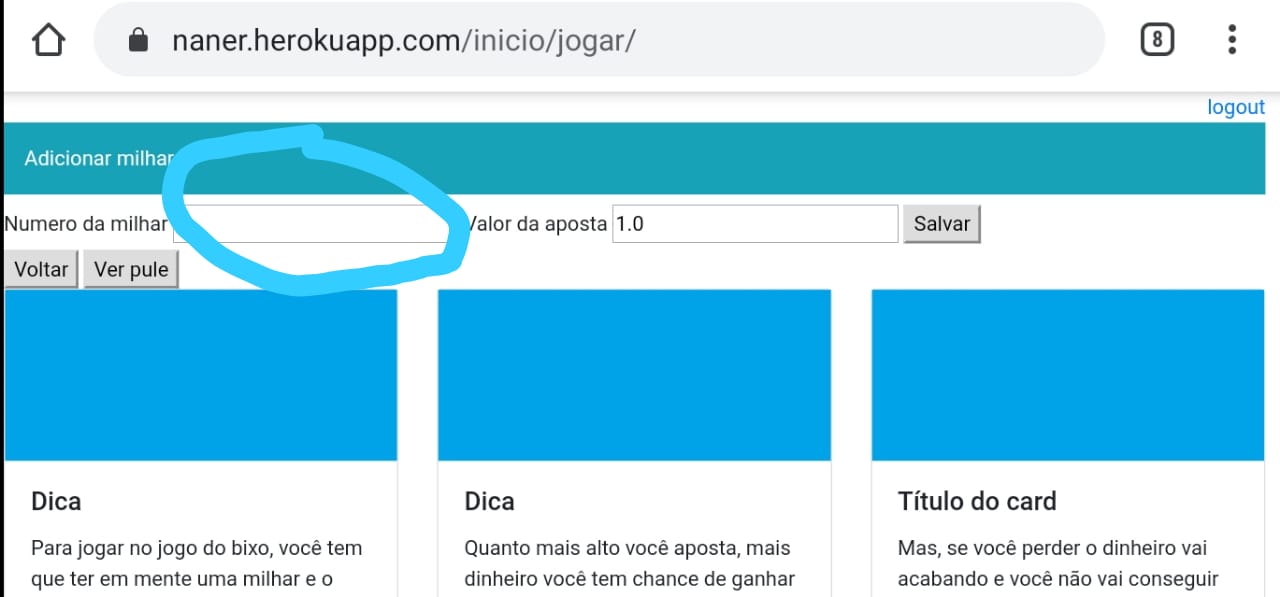 naner.herokuapp.com/inicio/jogar/
8
logout
Adicionar milhar
Numero da milhar Valor da aposta 1.0 Salvar
Voltar Ver pule
Dica
Para jogar no jogo do bixo, você tem
que ter em mente uma milhar e o
Dica
Quanto mais alto você aposta, mais
dinheiro você tem chance de ganhar
Título do card
Mas, se você perder o dinheiro vai
acabando e você não vai conseguir